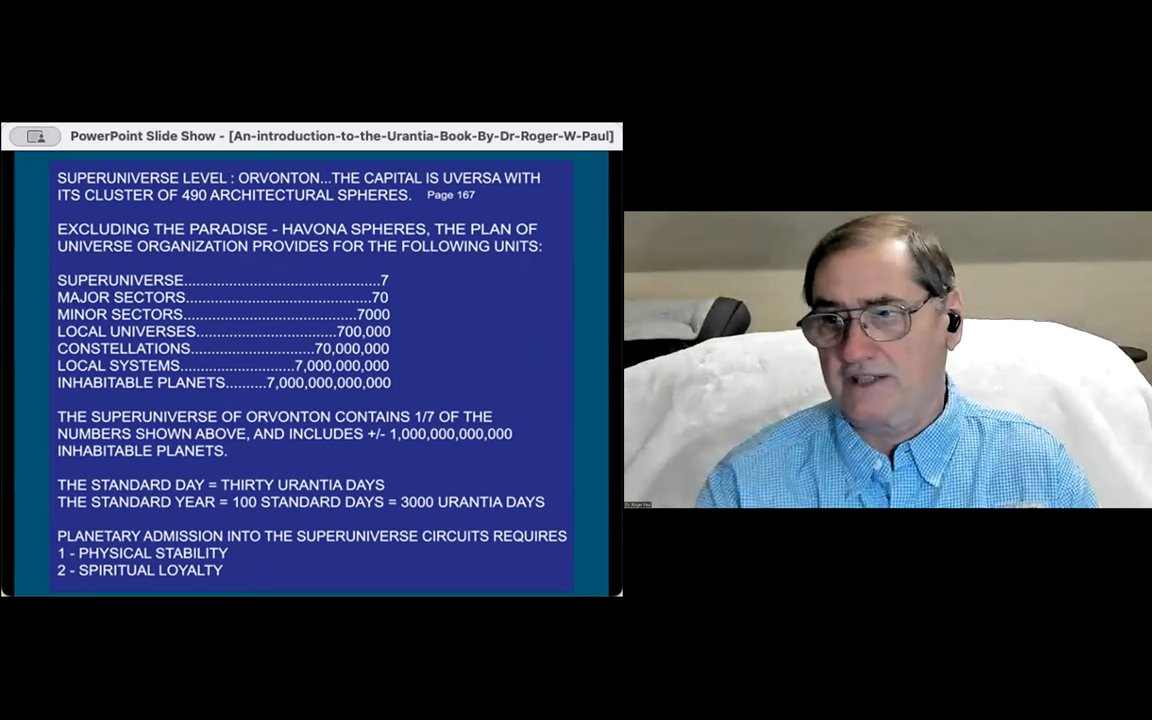 PowerPoint Slide Show - [An-introduction-to-the-Urantia-Book-By-Dr-Roger-W-Paul]
SUPERUNIVERSE LEVEL : ORVONTON...THE CAPITAL IS UVERSA WITH
ITS CLUSTER OF 490 ARCHITECTURAL SPHERES. Page 167
EXCLUDING THE PARADISE - HAVONA SPHERES, THE PLAN OF
UNIVERSE ORGANIZATION PROVIDES FOR THE FOLLOWING UNITS:
SUPERUNIVERSE...............................................7
MAJOR SECTORS.............................................70
MINOR SECTORS.........................................7000
LOCAL UNIVERSES..................................700,000
CONSTELLATIONS..............................70,000,000
LOCAL SYSTEMS...........................7,000,000,000
INHABITABLE PLANETS..........7,000,000,000,000
THE SUPERUNIVERSE OF ORVONTON CONTAINS 1/7 OF THE
NUMBERS SHOWN ABOVE, AND INCLUDES +/- 1,000,000,000,000
INHABITABLE PLANETS.
THE STANDARD DAY = THIRTY URANTIA DAYS
THE STANDARD YEAR = 100 STANDARD DAYS = 3000 URANTIA DAYS
PLANETARY ADMISSION INTO THE SUPERUNIVERSE CIRCUITS REQUIRES
1 - PHYSICAL STABILITY
2 - SPIRITUAL LOYALTY
Dr. Roger Paul